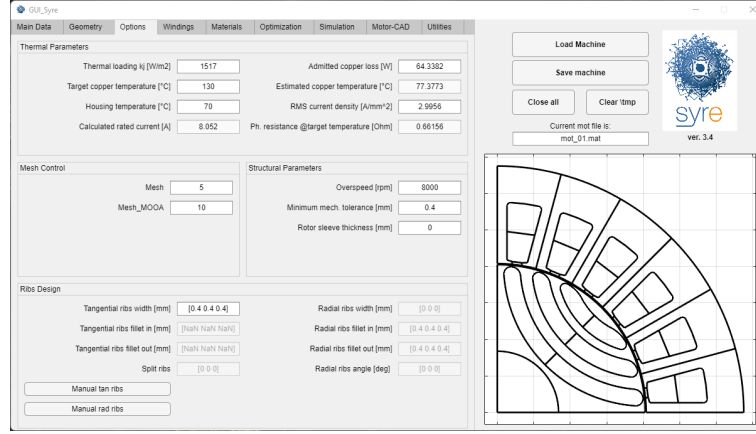 GUI_Syre
Main Data Geometry Options Windings Materials Optimization Simulation Motor-CAD Utilities
Thermal Parameters
Thermal loading kj [W/m2] 1517 Admitted copper loss [W] 64.3382
Target copper temperature [°C] 130 Estimated copper temperature [°C] 77.3773
Housing temperature [°C] 70 RMS current density [A/mm^2] 2.9956
Calculated rated current [A] 8.052 Ph. resistance @target temperature [Ohm] 0.66156
Mesh Control
Mesh 5
Mesh_MOOA 10
Structural Parameters
Overspeed [rpm] 8000
Minimum mech. tolerance [mm] 0.4
Rotor sleeve thickness [mm] 0
Ribs Design
Tangential ribs width [mm] [0.4 0.4 0.4] Radial ribs width [mm] [0 0 0]
Tangential ribs fillet in [mm] [NaN NaN NaN] Radial ribs fillet in [mm] [0.4 0.4 0.4]
Tangential ribs fillet out [mm] [NaN NaN NaN] Radial ribs fillet out [mm] [0.4 0.4 0.4]
Split ribs [0 0 0] Radial ribs angle [deg] [0 0 0]
Manual tan ribs
Manual rad ribs
Load Machine
Save machine
Close all Clear \tmp
Current mot file is:
mot_01.mat
syre
ver. 3.4